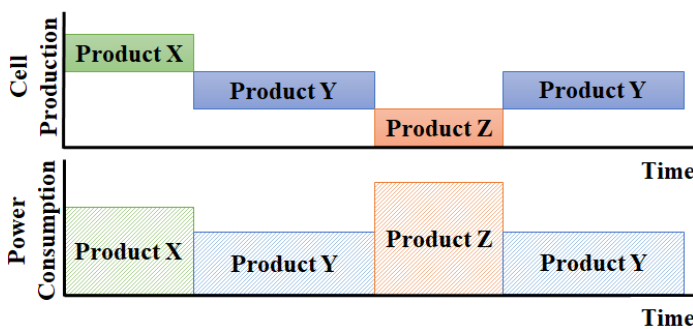 Cell
Production
Product X
Product Y
Product Z
Product Y
Time
Power
Consumption
Product X
Product Y
Product Z
Product Y
Time